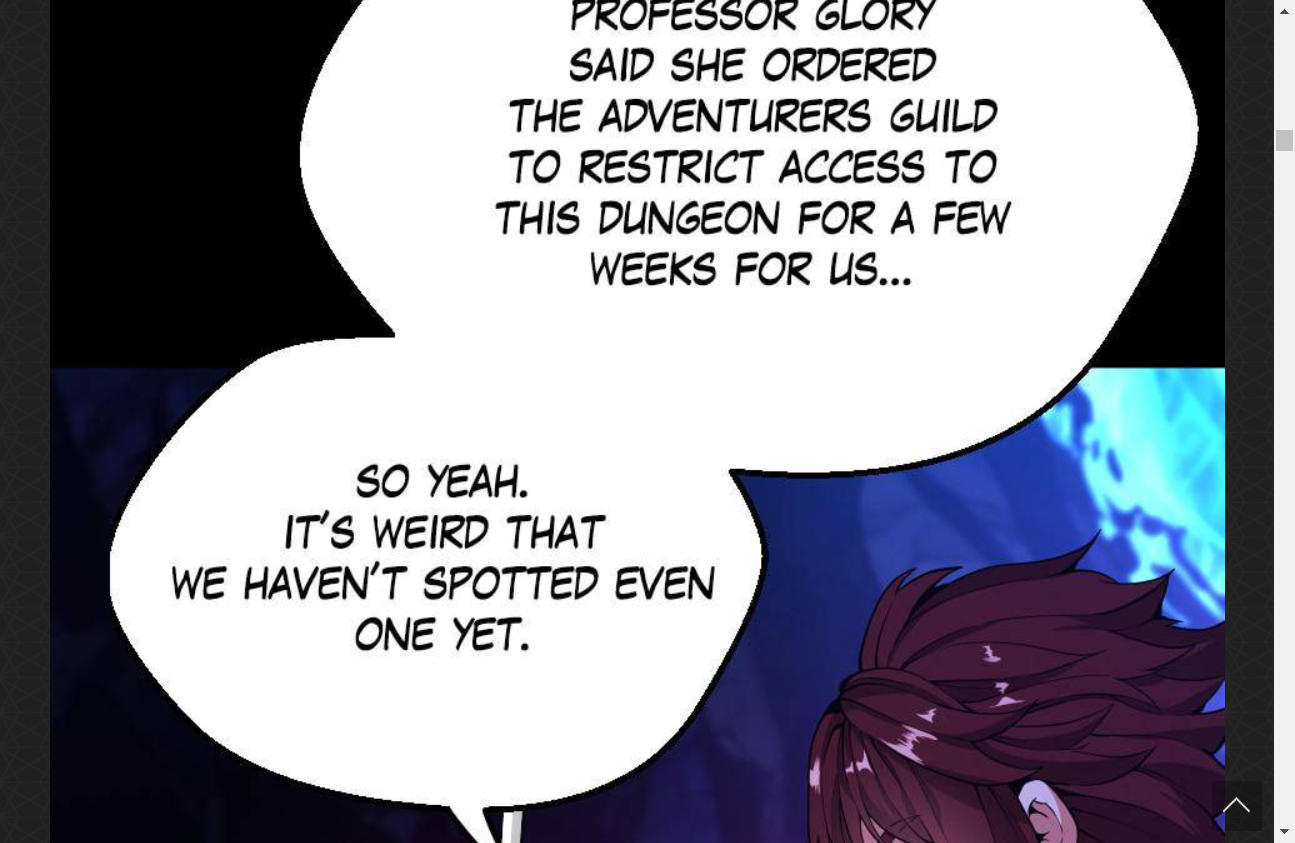 PROFESSOR GLORY
SAID SHE ORDERED
THE ADVENTURERS GUILD
TO RESTRICT ACCESS TO
THIS DUNGEON FOR A FEW
WEEKS FOR US...
SO YEAH.
IT'S WEIRD THAT
WE HAVEN'T SPOTTED EVEN
ONE YET.